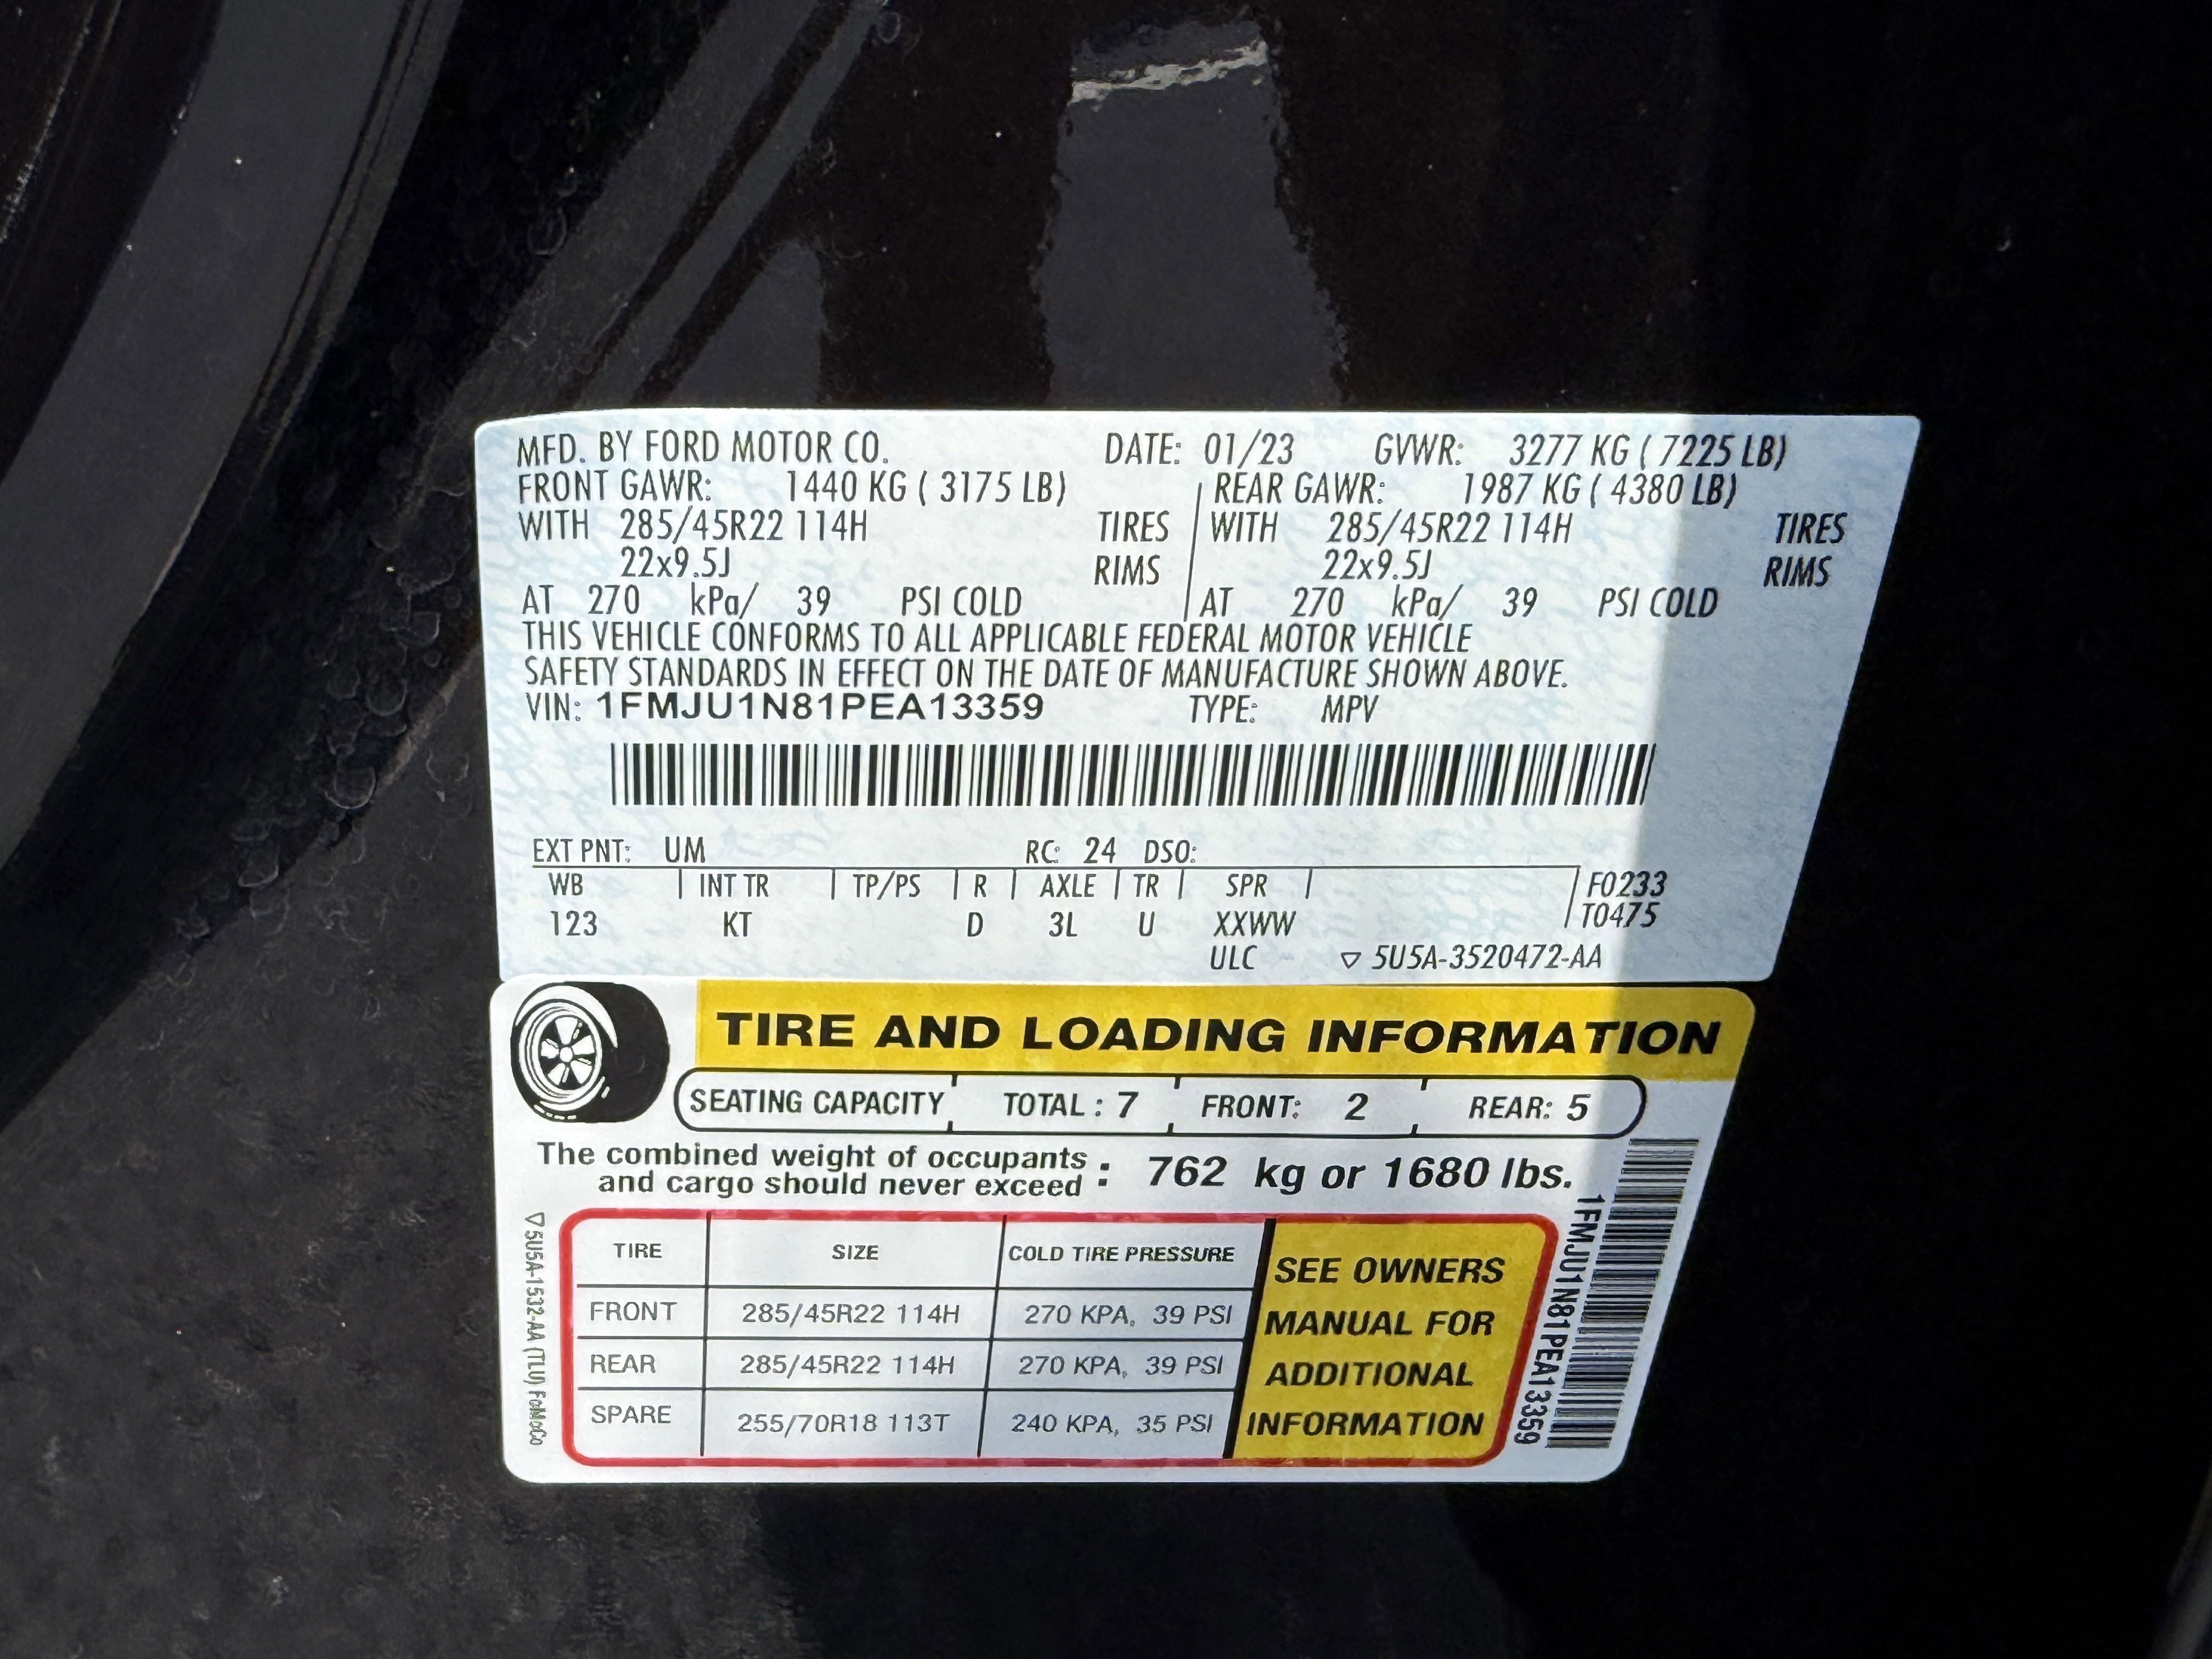 MFD. BY FORD MOTOR CO. DATE: 01/23 GVWR: 3277 KG ( 7225 LB)
FRONT GAWR: 1440 KG ( 3175 LB) REAR GAWR: 1987 KG ( 4380 LB)
WITH 285/45R22 114H TIRES WITH 285/45R22 114H TIRES
22x9.5J RIMS 22x9.5J RIMS
AT 270 kPa/ 39 PSI COLD AT 270 kPa/ 39 PSI COLD
THIS VEHICLE CONFORMS TO ALL APPLICABLE FEDERAL MOTOR VEHICLE
SAFETY STANDARDS IN EFFECT ON THE DATE OF MANUFACTURE SHOWN ABOVE.
VIN: 1FMJU1N81PEA13359 TYPE: MPV
EXT PNT: UM RC: 24 DSO:
WB INT TR TP/PS R AXLE TR SPR F0233
123 KT D 3L U XXWW T0475
ULC ▽ 5U5A-3520472-AA
TIRE AND LOADING INFORMATION
SEATING CAPACITY TOTAL : 7 FRONT: 2 REAR: 5
The combined weight of occupants
and cargo should never exceed : 762 kg or 1680 lbs.
TIRE SIZE COLD TIRE PRESSURE
FRONT 285/45R22 114H 270 KPA, 39 PSI
REAR 285/45R22 114H 270 KPA, 39 PSI
SPARE 255/70R18 113T 240 KPA, 35 PSI
SEE OWNERS
MANUAL FOR
ADDITIONAL
INFORMATION
▽ 5U5A-1532-AA (TLU) FoMoCo
1FMJU1N81PEA13359